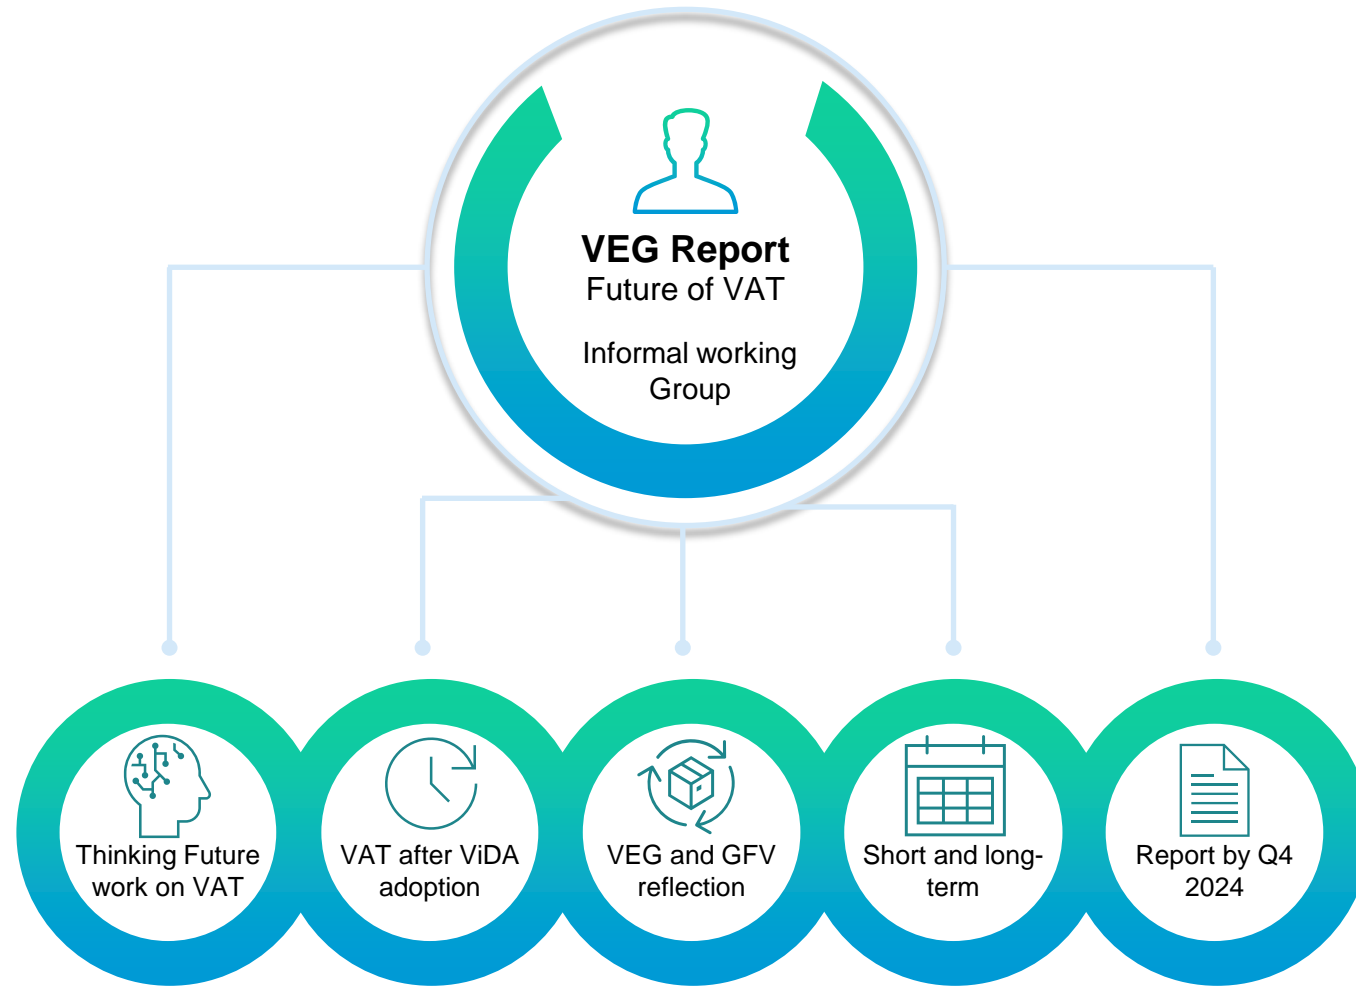 VEG Report
Future of VAT
Informal working
Group
Thinking Future
work on VAT
VAT after ViDA
adoption
VEG and GFV
reflection
Short and long-
term
Report by Q4
2024